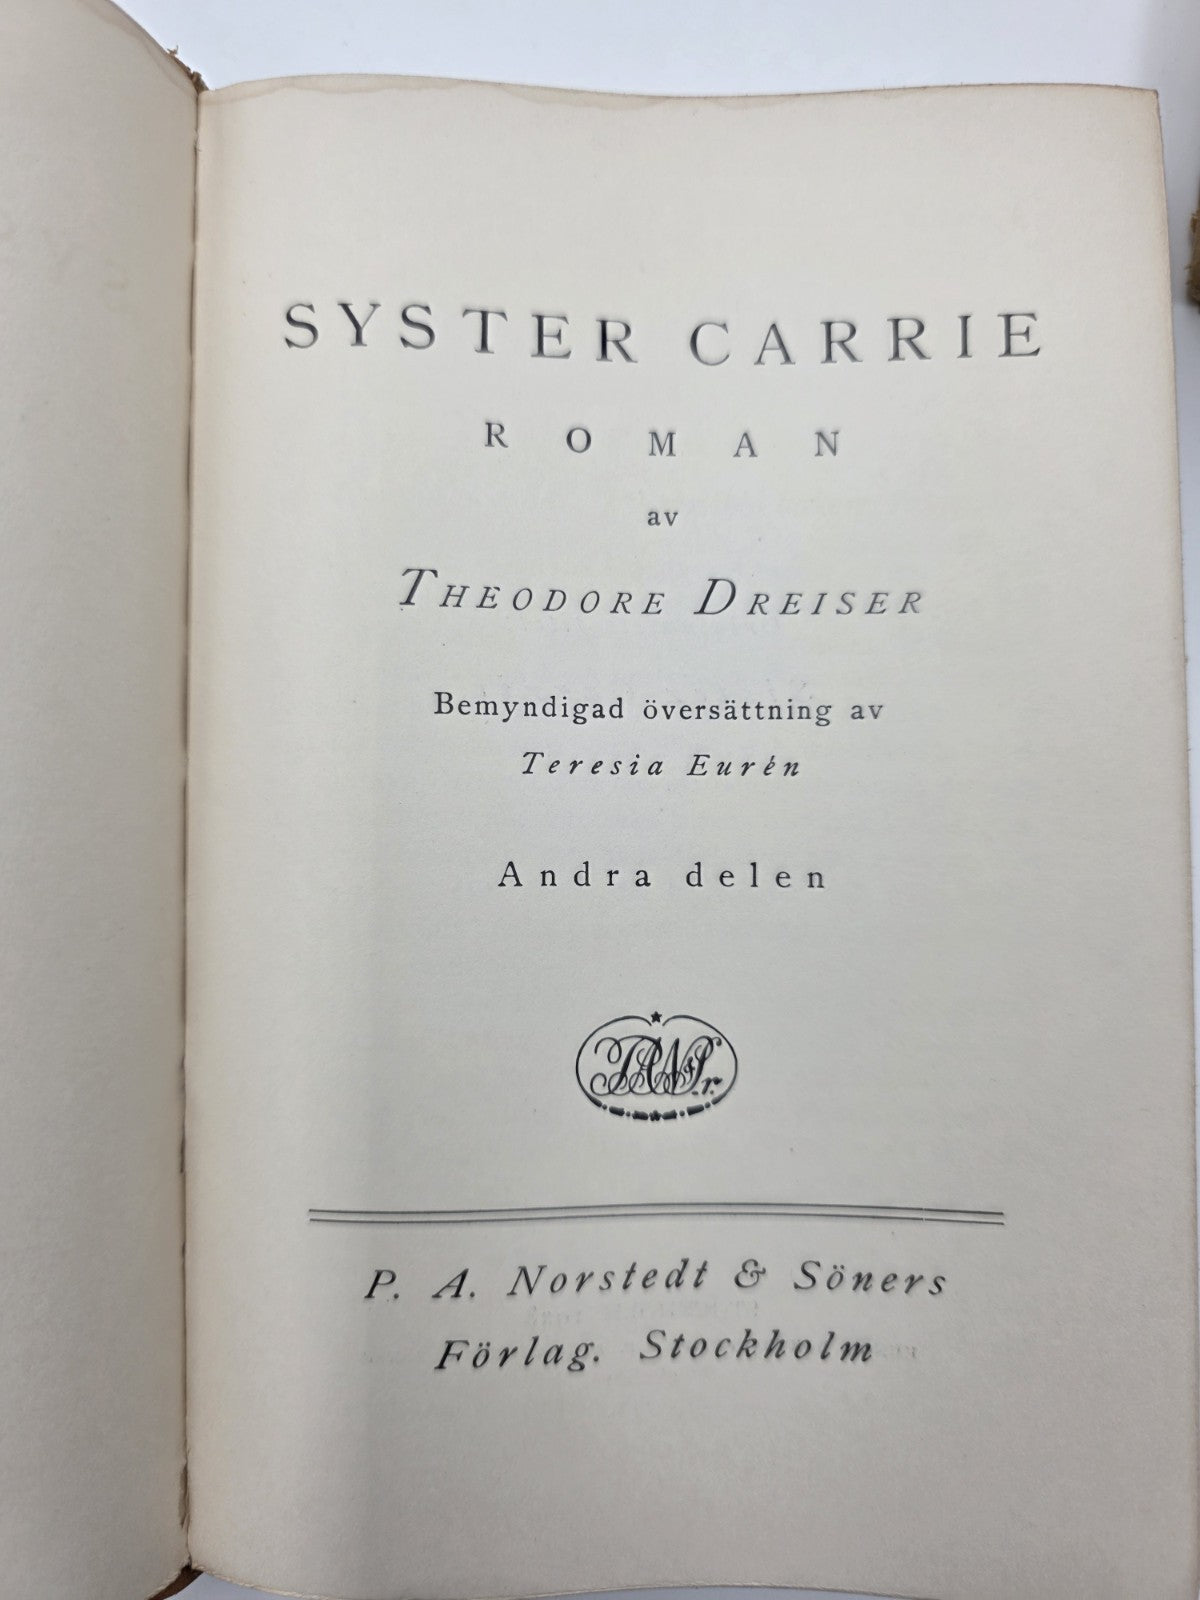 SYSTER CARRIE
ROMAN
av
THEODORE DREISER
Bemyndigad översättning av
Teresia Eurén
Andra delen
P. A. Norstedt & Söners
Förlag. Stockholm